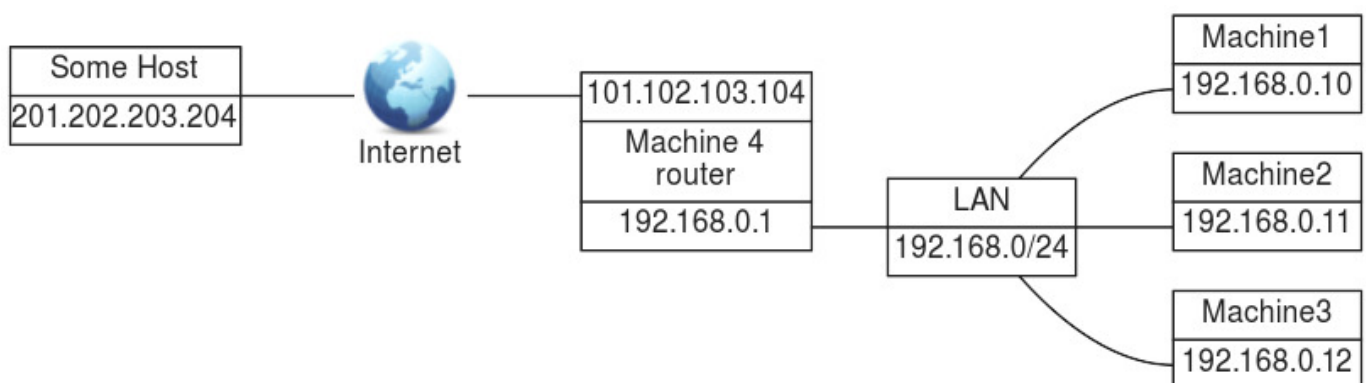 Some Host
201.202.203.204
Internet
101.102.103.104
Machine 4
router
192.168.0.1
LAN
192.168.0/24
Machine1
192.168.0.10
Machine2
192.168.0.11
Machine3
192.168.0.12